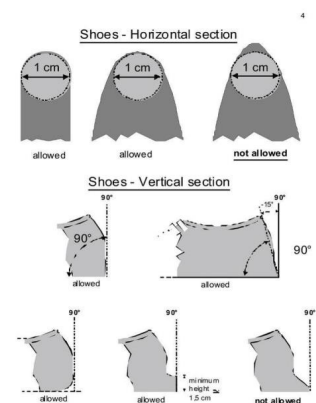 4
Shoes - Horizontal section
1 cm 1 cm 1 cm
allowed allowed not allowed
Shoes - Vertical section
90° 90°
15°
90° 90°
allowed allowed
90° 90° 90°
minimum
height ≃
1,5 cm
allowed allowed not allowed